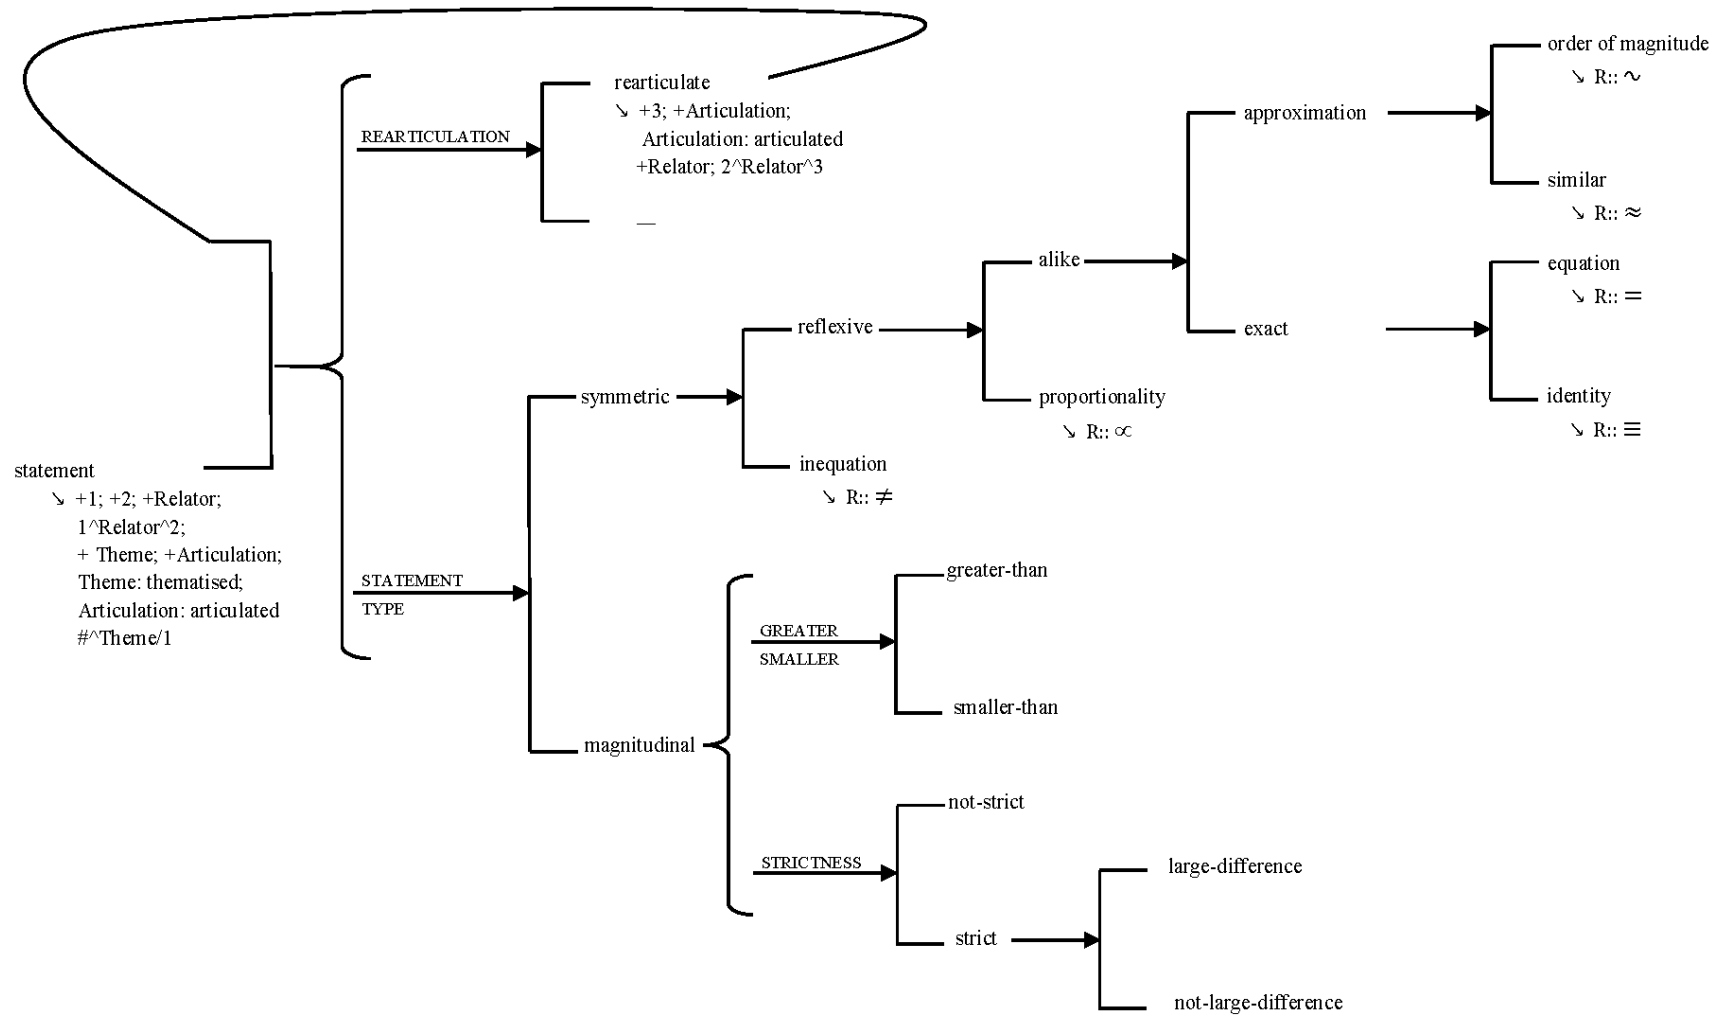 order of magnitude
↘ R:: ∿
rearticulate
↘ +3; +Articulation;
Articulation: articulated
+Relator; 2^Relator^3
—
REARTICULATION
approximation
similar
↘ R:: ≈
alike
equation
↘ R:: =
reflexive
exact
symmetric
proportionality
↘ R:: ∝
identity
↘ R:: ≡
inequation
↘ R:: ≠
statement
↘ +1; +2; +Relator;
1^Relator^2;
+ Theme; +Articulation;
Theme: thematised;
Articulation: articulated
#^Theme/1
STATEMENT
TYPE
greater-than
GREATER
SMALLER
smaller-than
magnitudinal
not-strict
STRICTNESS
large-difference
strict
not-large-difference